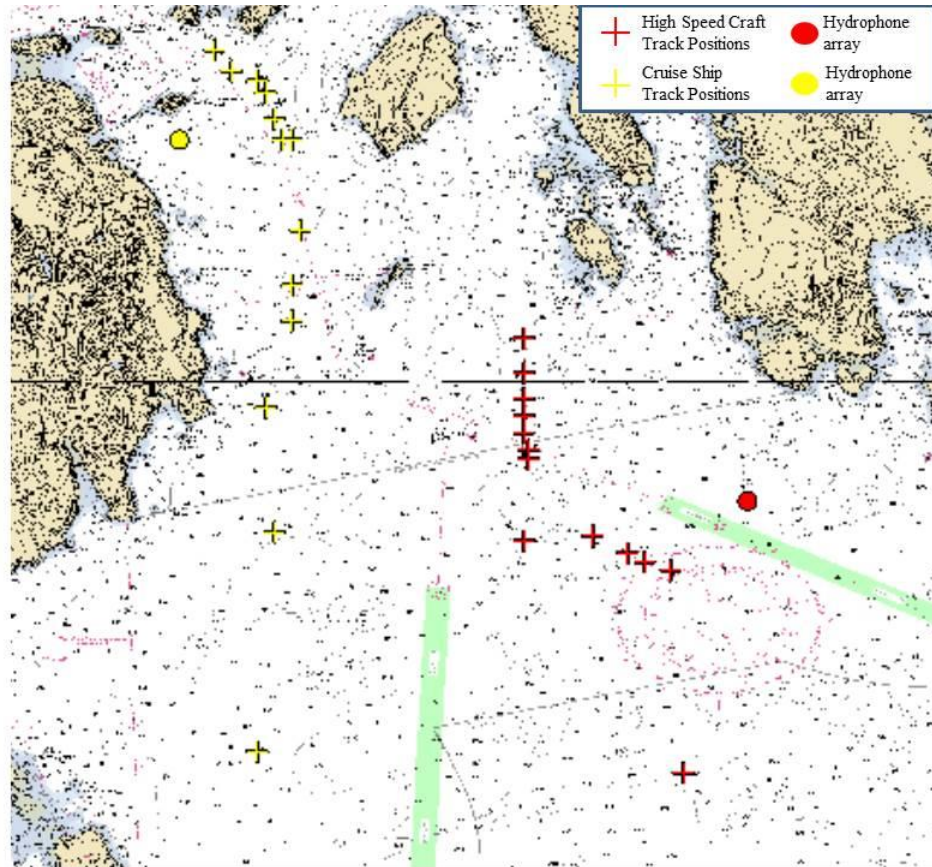 High Speed Craft
Track Positions
Hydrophone
array
Cruise Ship
Track Positions
Hydrophone
array